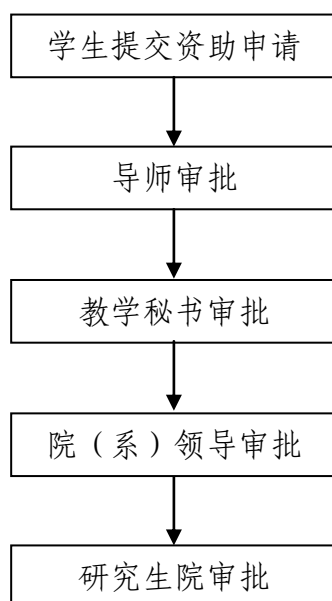 学生提交资助申请
导师审批
教学秘书审批
院（系）领导审批
研究生院审批